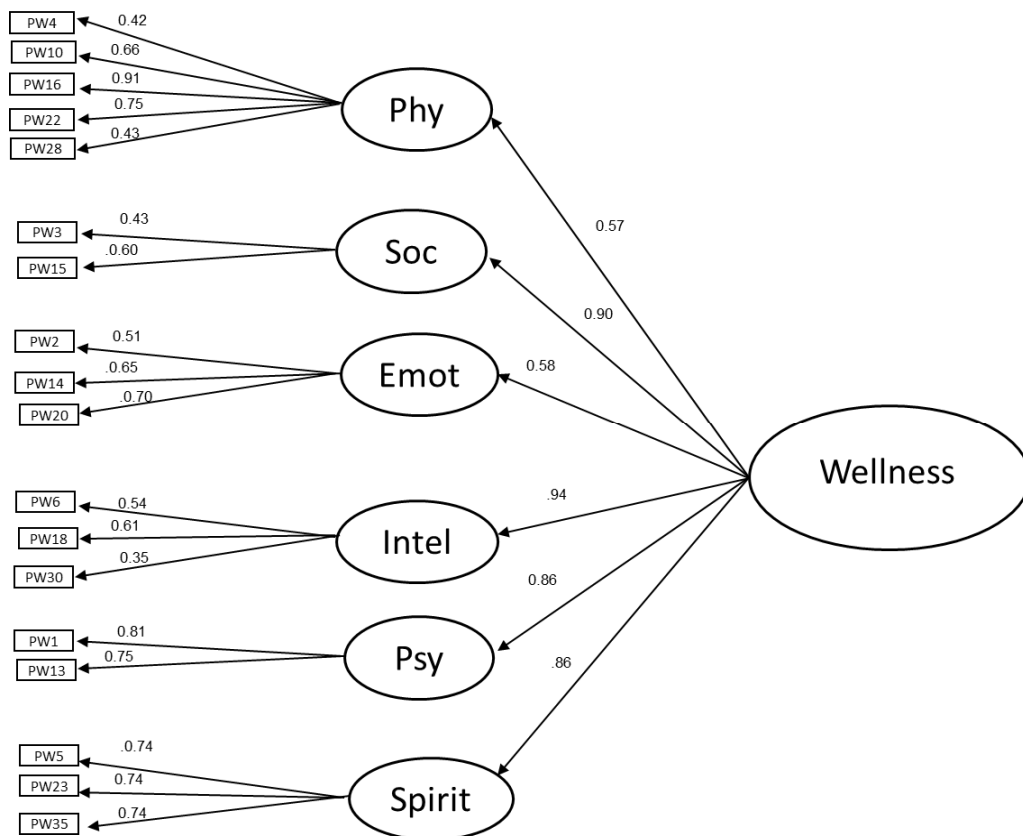 PW4
0.42
PW10
0.66
PW16
0.91
PW22
0.75
PW28
0.43
Phy
0.57
PW3
0.43
PW15
.0.60
Soc
0.90
PW2
0.51
PW14
.0.65
PW20
.0.70
Emot
0.58
Wellness
PW6
0.54
PW18
0.61
PW30
0.35
Intel
.94
PW1
0.81
PW13
0.75
Psy
0.86
PW5
.0.74
PW23
0.74
PW35
0.74
Spirit
.86